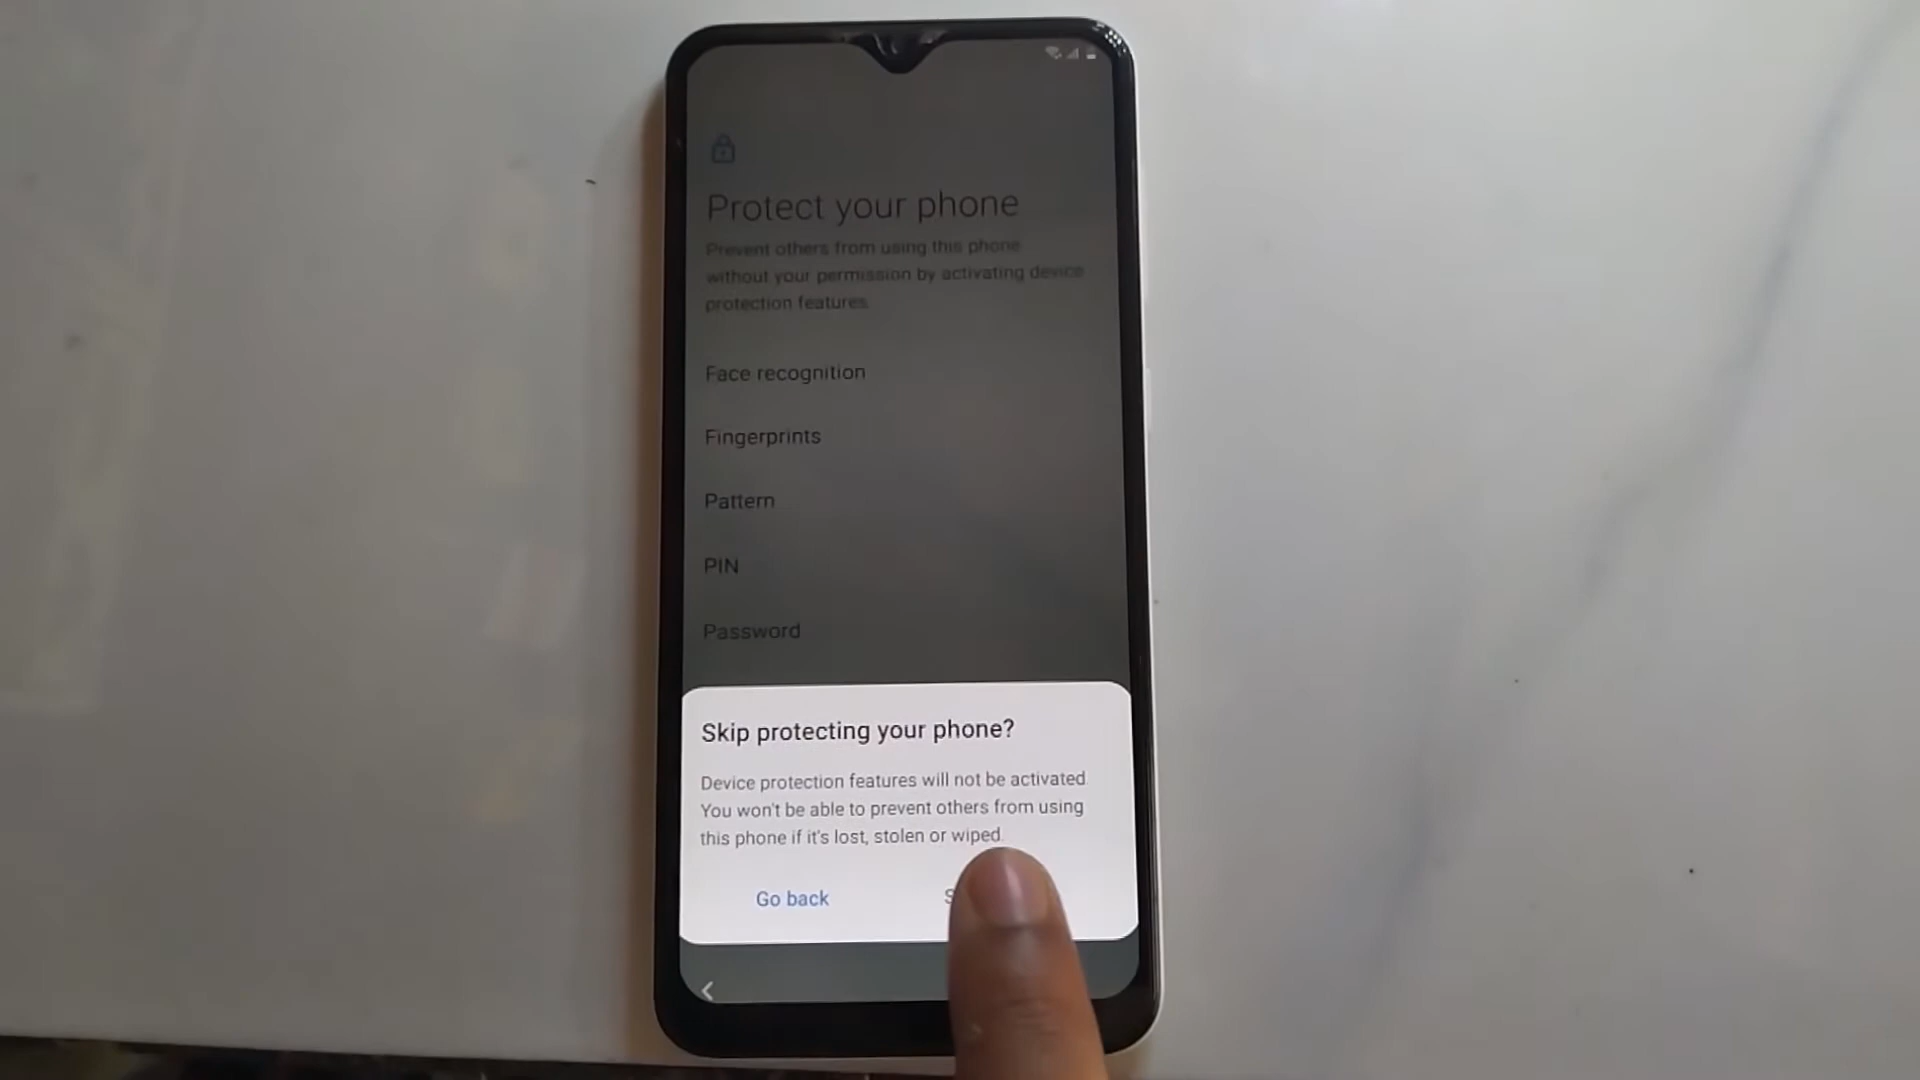 Protect your phone
Prevent others from using this phone
without your permission by activating device
protection features.
Face recognition
Fingerprints
Pattern
PIN
Password
Skip protecting your phone?
Device protection features will not be activated.
You won't be able to prevent others from using
this phone if it's lost, stolen or wiped.
Go back